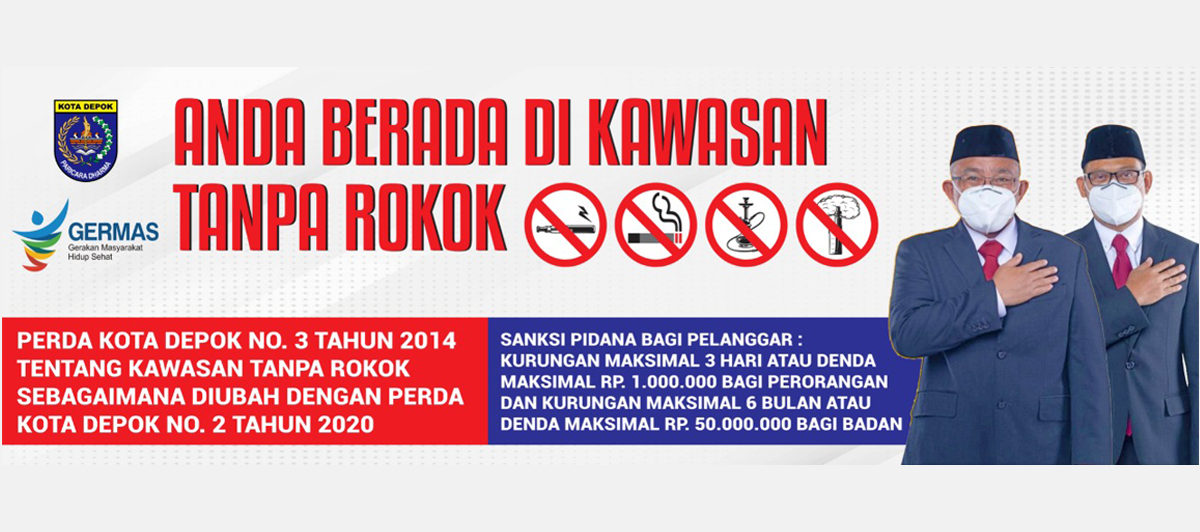 KOTA DEPOK
PARICARA DHARMA
GERMAS
Gerakan Masyarakat
Hidup Sehat
ANDA BERADA DI KAWASAN
TANPA ROKOK
PERDA KOTA DEPOK NO. 3 TAHUN 2014
TENTANG KAWASAN TANPA ROKOK
SEBAGAIMANA DIUBAH DENGAN PERDA
KOTA DEPOK NO. 2 TAHUN 2020
SANKSI PIDANA BAGI PELANGGAR :
KURUNGAN MAKSIMAL 3 HARI ATAU DENDA
MAKSIMAL RP. 1.000.000 BAGI PERORANGAN
DAN KURUNGAN MAKSIMAL 6 BULAN ATAU
DENDA MAKSIMAL RP. 50.000.000 BAGI BADAN